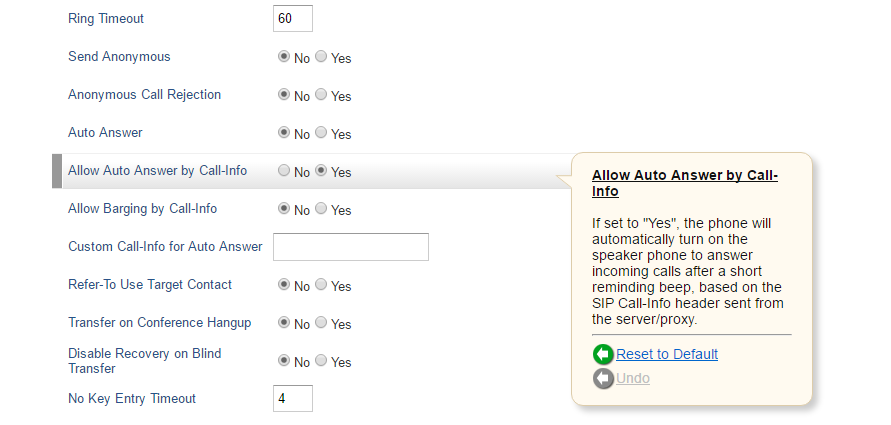 Ring Timeout 60
Send Anonymous No Yes
Anonymous Call Rejection No Yes
Auto Answer No Yes
Allow Auto Answer by Call-Info No Yes
Allow Barging by Call-Info No Yes
Custom Call-Info for Auto Answer
Refer-To Use Target Contact No Yes
Transfer on Conference Hangup No Yes
Disable Recovery on Blind
Transfer No Yes
No Key Entry Timeout 4
Allow Auto Answer by Call-
Info
If set to "Yes", the phone will
automatically turn on the
speaker phone to answer
incoming calls after a short
reminding beep, based on the
SIP Call-Info header sent from
the server/proxy.
Reset to Default
Undo